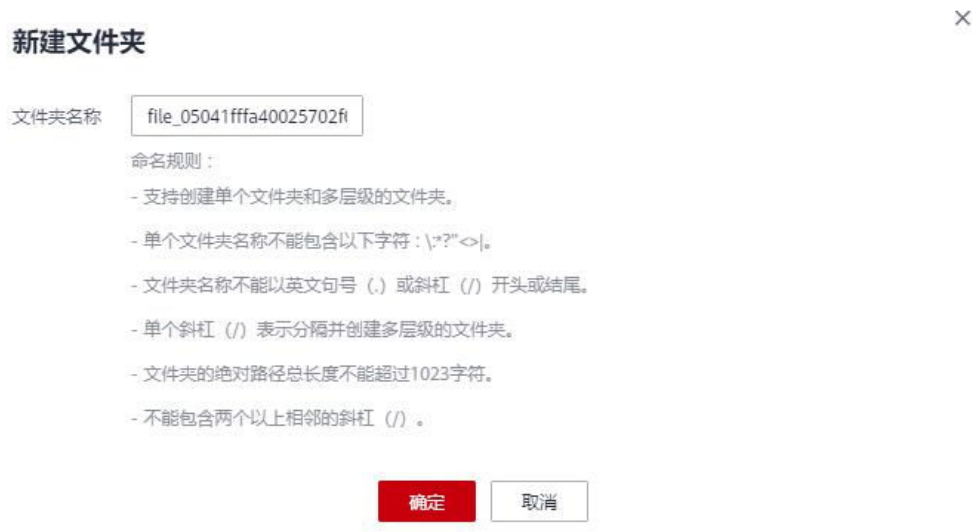 新建文件夹
文件夹名称 file_05041fffa40025702f
命名规则：
- 支持创建单个文件夹和多层级的文件夹。
- 单个文件夹名称不能包含以下字符：\:*?"<>|。
- 文件夹名称不能以英文句号（.）或斜杠（/）开头或结尾。
- 单个斜杠（/）表示分隔并创建多层级的文件夹。
- 文件夹的绝对路径总长度不能超过1023字符。
- 不能包含两个以上相邻的斜杠（/）。
确定 取消